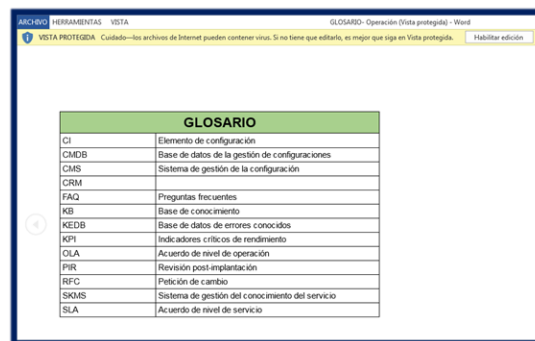 ARCHIVO HERRAMIENTAS VISTA GLOSARIO- Operación (Vista protegida) - Word
VISTA PROTEGIDA Cuidado—los archivos de Internet pueden contener virus. Si no tiene que editarlo, es mejor que siga en Vista protegida. Habilitar edición
GLOSARIO
CI Elemento de configuración
CMDB Base de datos de la gestión de configuraciones
CMS Sistema de gestión de la configuración
CRM
FAQ Preguntas frecuentes
KB Base de conocimiento
KEDB Base de datos de errores conocidos
KPI Indicadores críticos de rendimiento
OLA Acuerdo de nivel de operación
PIR Revisión post-implantación
RFC Petición de cambio
SKMS Sistema de gestión del conocimiento del servicio
SLA Acuerdo de nivel de servicio